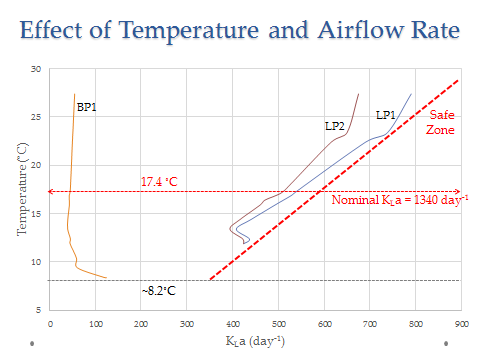 Effect of Temperature and Airflow Rate
30
25
20
15
10
5
Temperature (°C)
BP1
LP2
LP1
Safe
Zone
17.4 °C
Nominal KLa = 1340 day-1
~8.2°C
0 100 200 300 400 500 600 700 800 900
KLa (day-1)